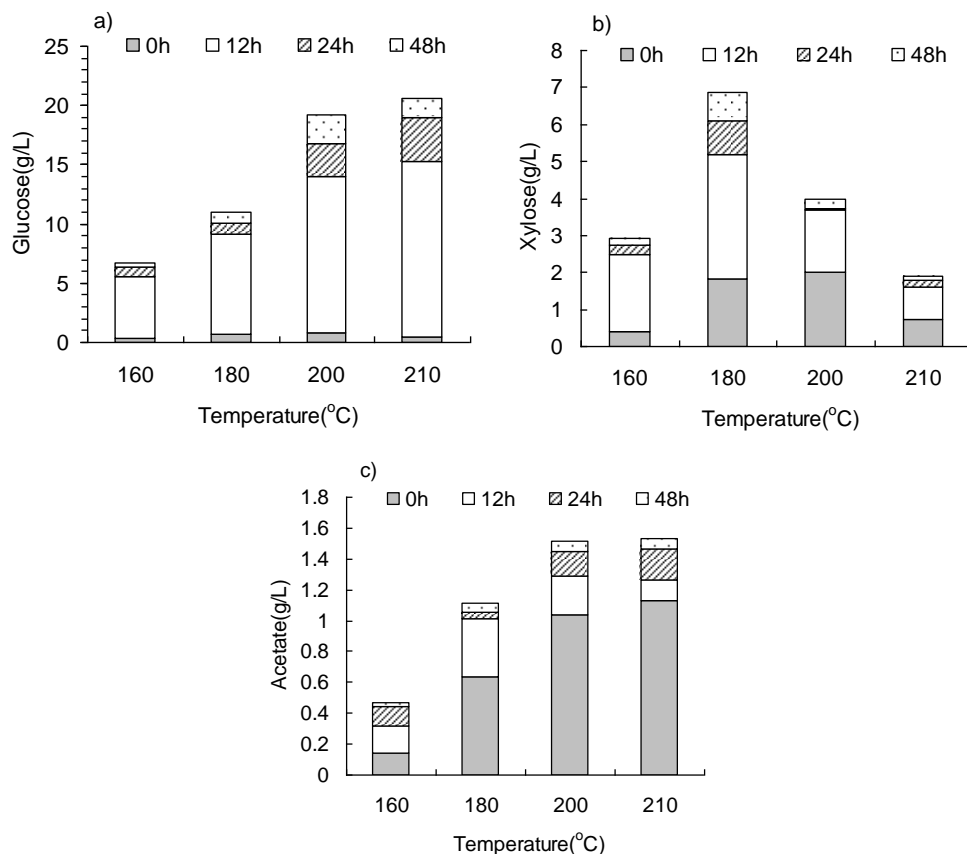 a)
0h 12h 24h 48h
25
20
15
10
5
0
Glucose(g/L)
160 180 200 210
Temperature(°C)
b)
0h 12h 24h 48h
8
7
6
5
4
3
2
1
0
Xylose(g/L)
160 180 200 210
Temperature(°C)
c)
0h 12h 24h 48h
1.8
1.6
1.4
1.2
1
0.8
0.6
0.4
0.2
0
Acetate(g/L)
160 180 200 210
Temperature(°C)